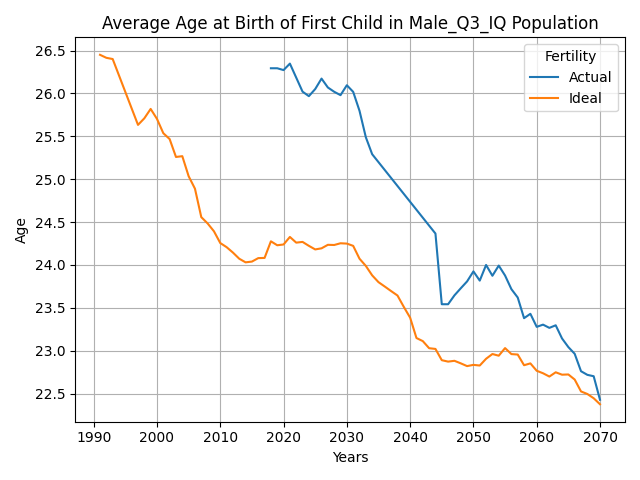 Average Age at Birth of First Child in Male_Q3_IQ Population
Fertility
Actual
Ideal
Age
26.5
26.0
25.5
25.0
24.5
24.0
23.5
23.0
22.5
1990 2000 2010 2020 2030 2040 2050 2060 2070
Years